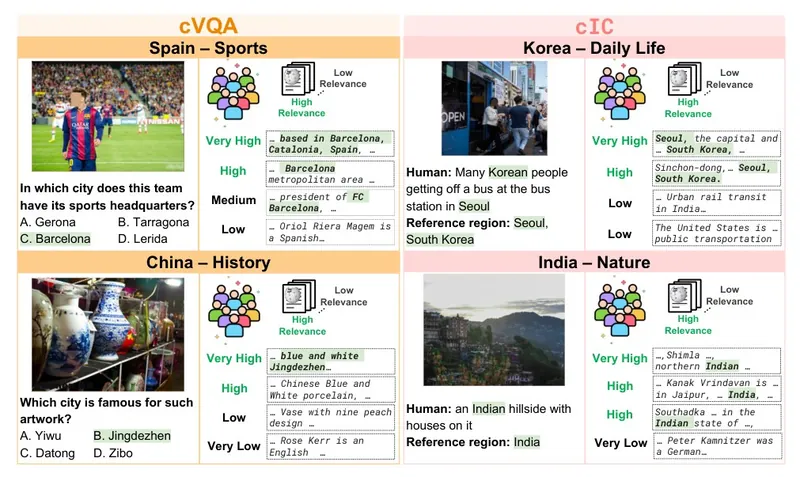 cVQA
Spain – Sports
QATAR
AIRWAYS
NISSAN
In which city does this team
have its sports headquarters?
A. Gerona B. Tarragona
C. Barcelona D. Lerida
Low
Relevance
High
Relevance
Very High
… based in Barcelona,
Catalonia, Spain, …
High
… Barcelona
metropolitan area …
Medium
… president of FC
Barcelona, …
Low
… Oriol Riera Magem is
a Spanish…
cIC
Korea – Daily Life
OPEN
Human: Many Korean people
getting off a bus at the bus
station in Seoul
Reference region: Seoul,
South Korea
Low
Relevance
High
Relevance
Very High
Seoul, the capital and
… South Korea, …
High
Sinchon-dong,… Seoul,
South Korea.
Low
… Urban rail transit
in India…
Low
The United States is …
public transportation
China – History
Which city is famous for such
artwork?
A. Yiwu B. Jingdezhen
C. Datong D. Zibo
Low
Relevance
High
Relevance
Very High
… blue and white
Jingdezhen…
High
… Chinese Blue and
White porcelain, …
Low
… Vase with nine peach
design …
Very Low
… Rose Kerr is an
English …
India – Nature
Human: an Indian hillside with
houses on it
Reference region: India
Low
Relevance
High
Relevance
Very High
…,Shimla …,
northern Indian …
High
… Kanak Vrindavan is …
in Jaipur, … India, …
High
Southadka … in the
Indian state of …,
Very Low
… Peter Kamnitzer was
a German…